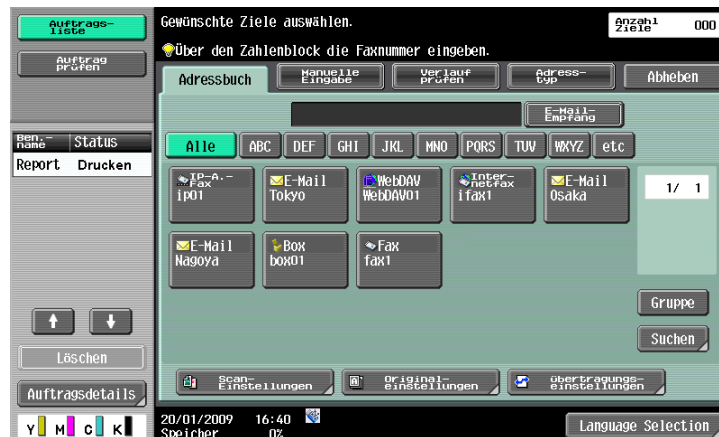 Auftrags-
liste
Auftrag
prüfen
Ben.-
name
Status
Report Drucken
Löschen
Auftragsdetails
Y M C K
Gewünschte Ziele auswählen.
Anzahl
Ziele
000
Über den Zahlenblock die Faxnummer eingeben.
Adressbuch
Manuelle
Eingabe
Verlauf
prüfen
Adress-
typ
Abheben
E-Mail-
Empfang
Alle ABC DEF GHI JKL MNO PQRS TUV WXYZ etc
IP-A.-
Fax
ip01
E-Mail
Tokyo
WebDAV
WebDAV01
Inter-
netfax
ifax1
E-Mail
Osaka
1/ 1
E-Mail
Nagoya
Box
box01
Fax
fax1
Gruppe
Suchen
Scan-
Einstellungen
Original-
einstellungen
übertragungs-
einstellungen
20/01/2009 16:40
Speicher 0%
Language Selection